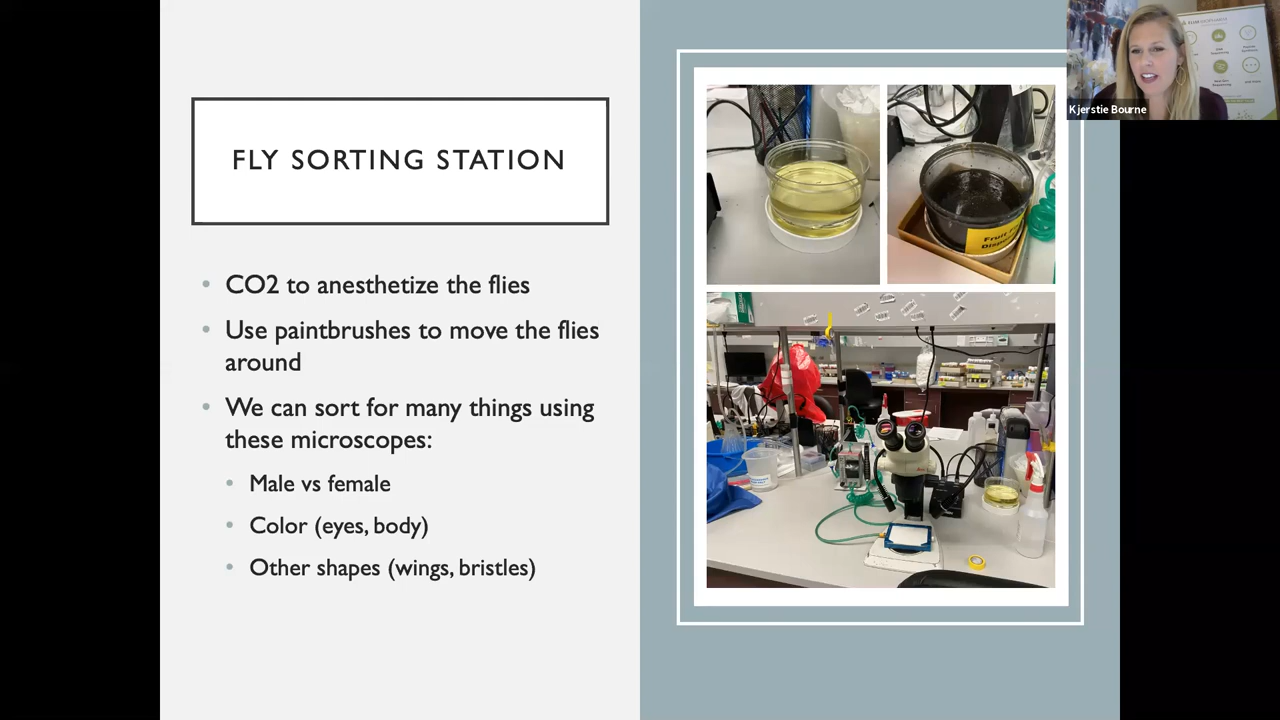 FLY SORTING STATION
• CO2 to anesthetize the flies
• Use paintbrushes to move the flies
around
• We can sort for many things using
these microscopes:
• Male vs female
• Color (eyes, body)
• Other shapes (wings, bristles)
Kjerstie Bourne